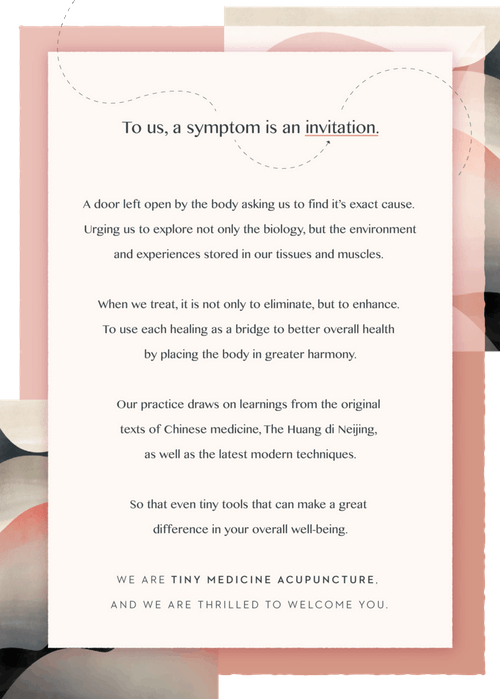 To us, a symptom is an invitation.
A door left open by the body asking us to find it's exact cause.
Urging us to explore not only the biology, but the environment
and experiences stored in our tissues and muscles.
When we treat, it is not only to eliminate, but to enhance.
To use each healing as a bridge to better overall health
by placing the body in greater harmony.
Our practice draws on learnings from the original
texts of Chinese medicine, The Huang di Neijing,
as well as the latest modern techniques.
So that even tiny tools that can make a great
difference in your overall well-being.
WE ARE TINY MEDICINE ACUPUNCTURE,
AND WE ARE THRILLED TO WELCOME YOU.